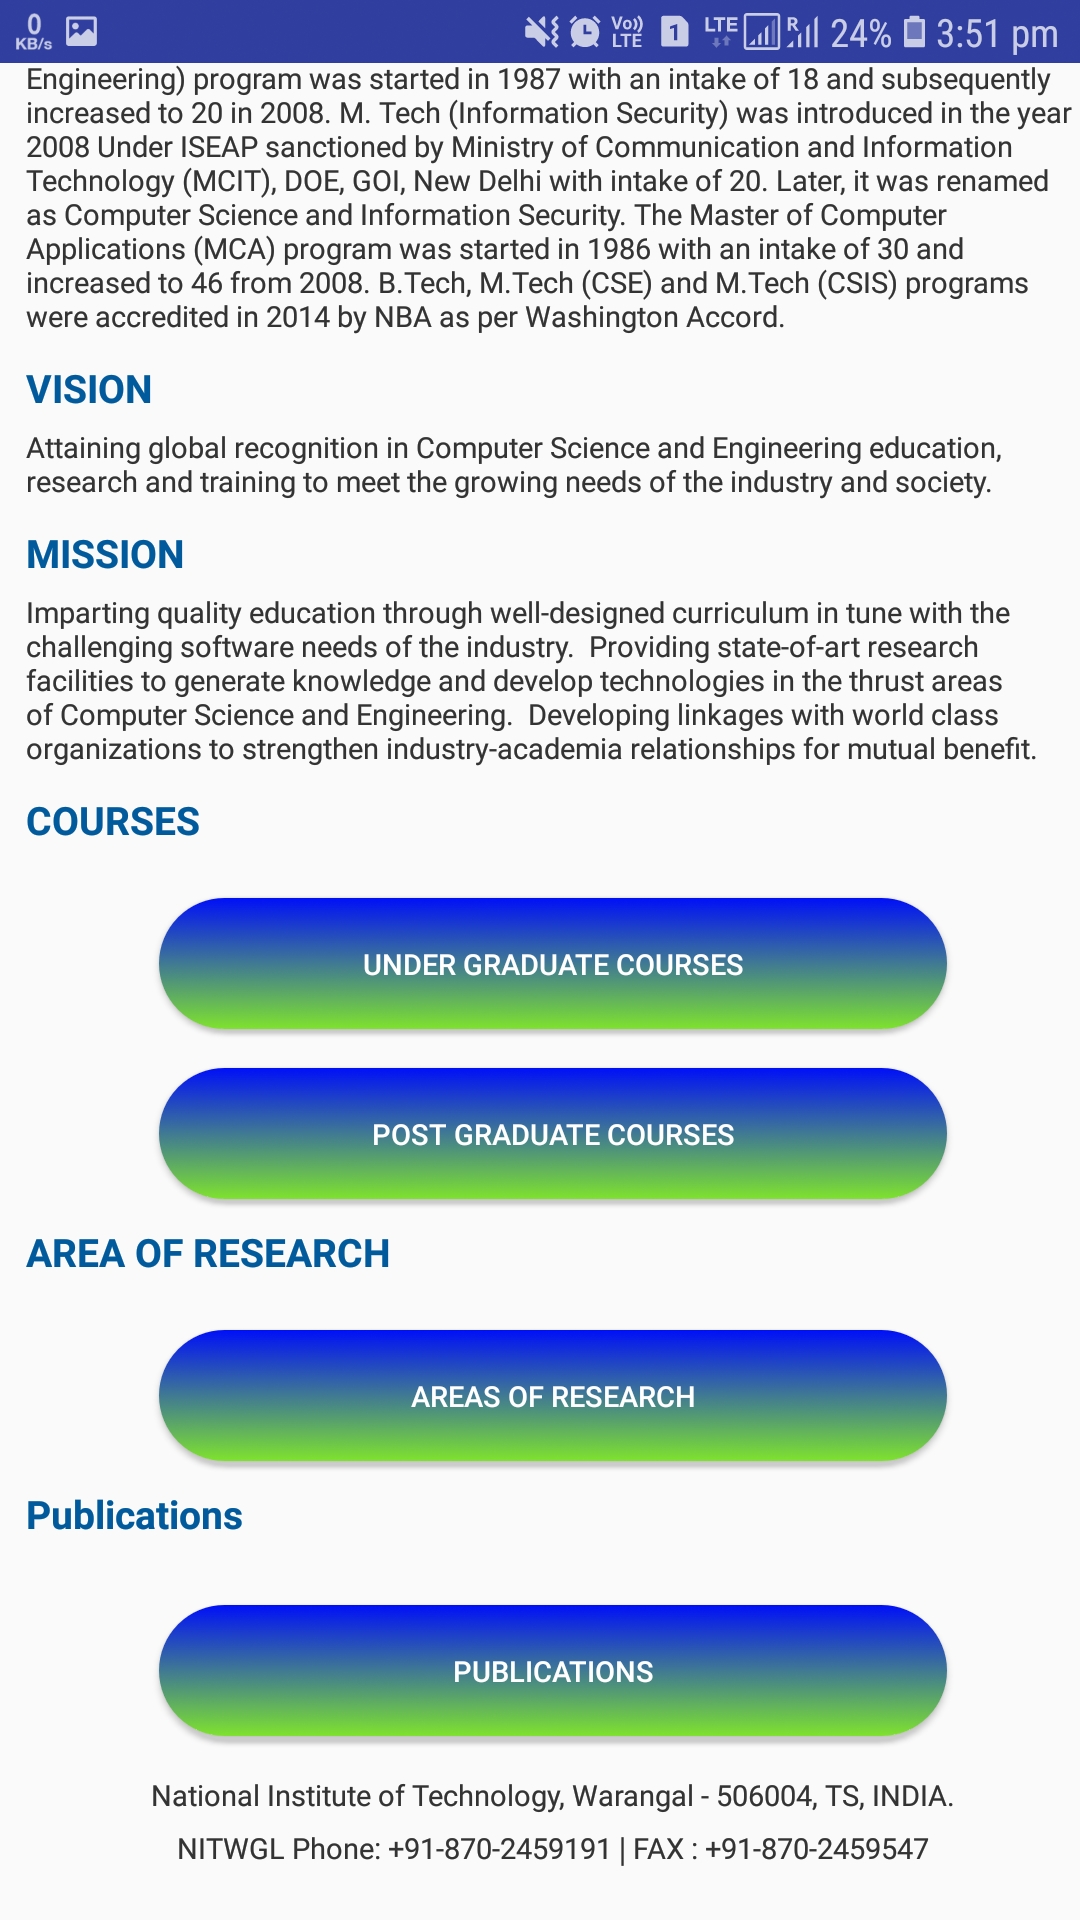 0
KB/s
Vo))
LTE
1
LTE
R
24%
3:51 pm
Engineering) program was started in 1987 with an intake of 18 and subsequently
increased to 20 in 2008. M. Tech (Information Security) was introduced in the year
2008 Under ISEAP sanctioned by Ministry of Communication and Information
Technology (MCIT), DOE, GOI, New Delhi with intake of 20. Later, it was renamed
as Computer Science and Information Security. The Master of Computer
Applications (MCA) program was started in 1986 with an intake of 30 and
increased to 46 from 2008. B.Tech, M.Tech (CSE) and M.Tech (CSIS) programs
were accredited in 2014 by NBA as per Washington Accord.
VISION
Attaining global recognition in Computer Science and Engineering education,
research and training to meet the growing needs of the industry and society.
MISSION
Imparting quality education through well-designed curriculum in tune with the
challenging software needs of the industry.  Providing state-of-art research
facilities to generate knowledge and develop technologies in the thrust areas
of Computer Science and Engineering.  Developing linkages with world class
organizations to strengthen industry-academia relationships for mutual benefit.
COURSES
UNDER GRADUATE COURSES
POST GRADUATE COURSES
AREA OF RESEARCH
AREAS OF RESEARCH
Publications
PUBLICATIONS
National Institute of Technology, Warangal - 506004, TS, INDIA.
NITWGL Phone: +91-870-2459191 | FAX : +91-870-2459547